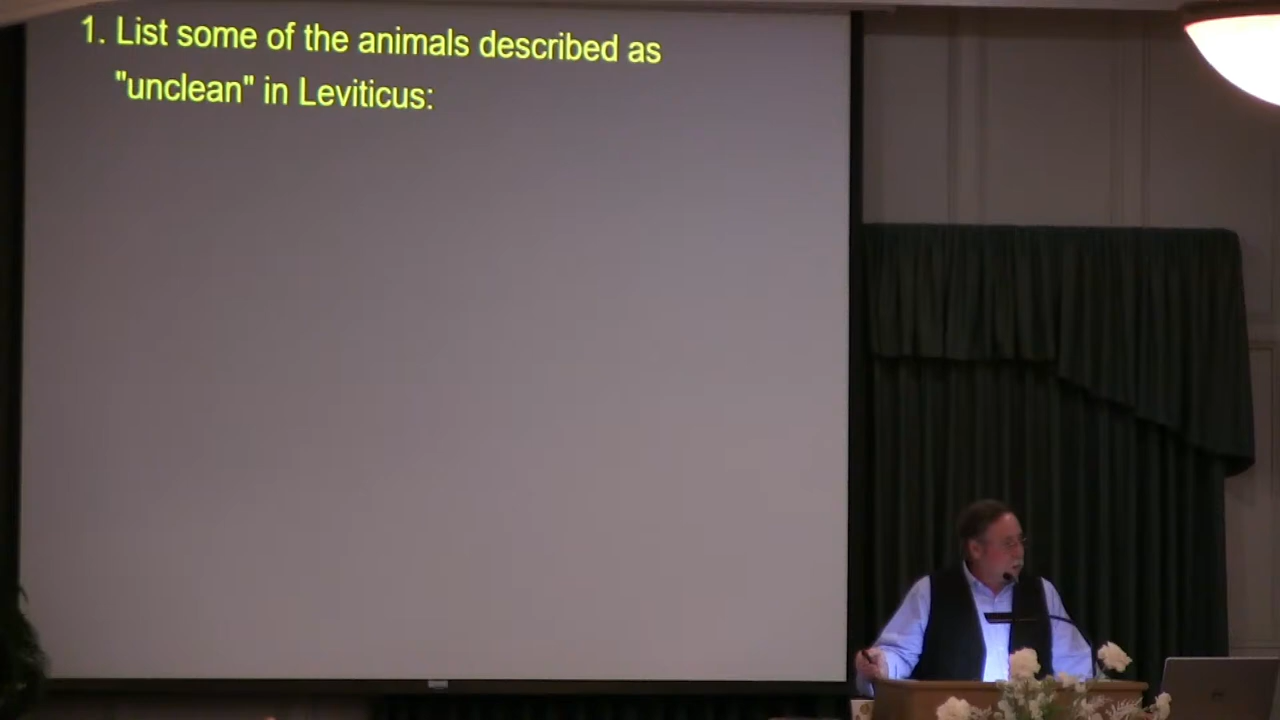 1. List some of the animals described as
"unclean" in Leviticus: